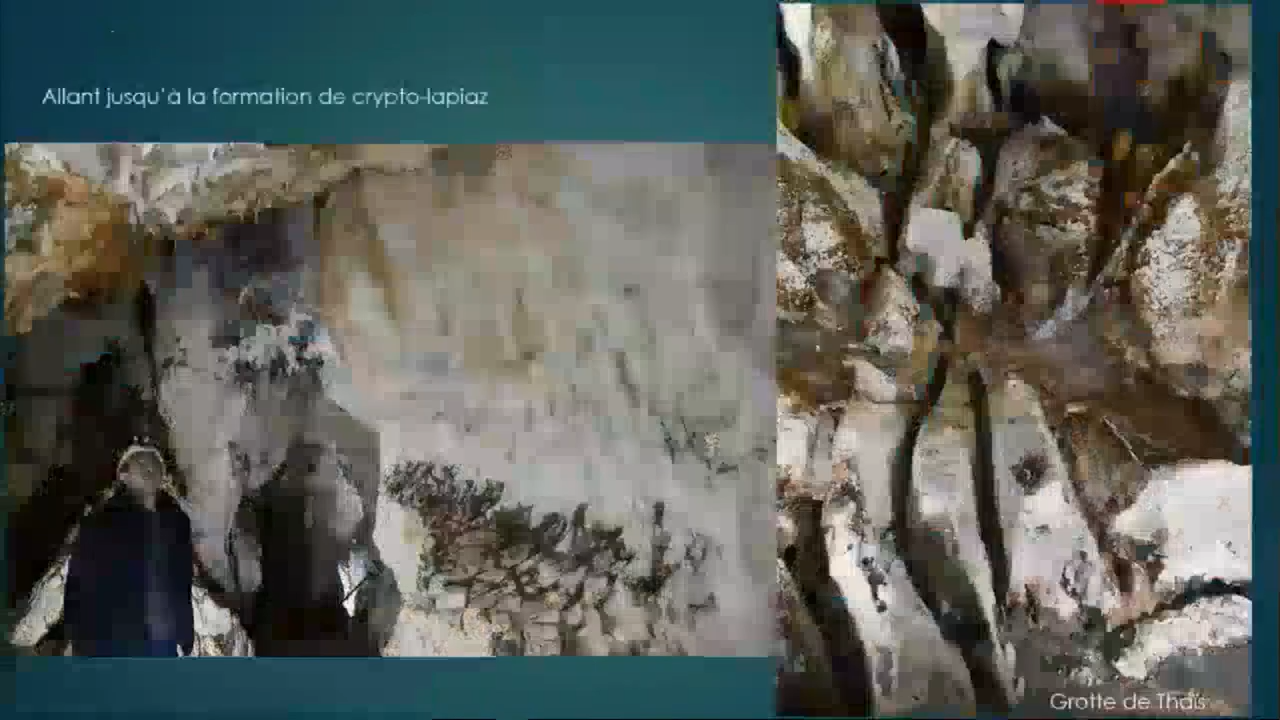 Allant jusqu'à la formation de crypto-lapiaz
Grotte de Thaïs